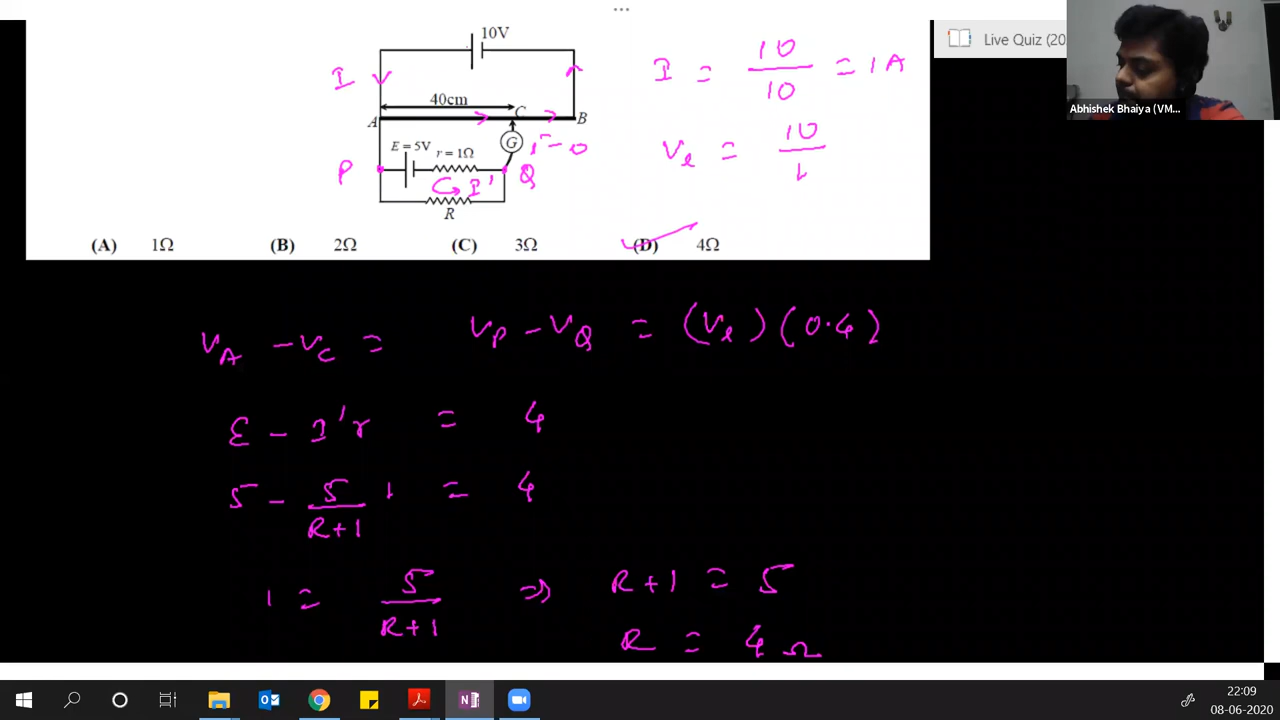 ...
10V
I
40cm
C
A
B
G
i = 0
E = 5V
r = 1Ω
P
Q
I'
R
I = 10/10 = 1A
Vℓ = 10/1
(A) 1Ω (B) 2Ω (C) 3Ω (D) 4Ω
V_A - V_C = V_P - V_Q = (Vℓ)(0.4)
ε - I'r = 4
5 - 5/(R+1) 1 = 4
1 = 5/(R+1) ⇒ R+1 = 5
R = 4Ω
Live Quiz (20
Abhishek Bhaiya (VM...
22:09
08-06-2020